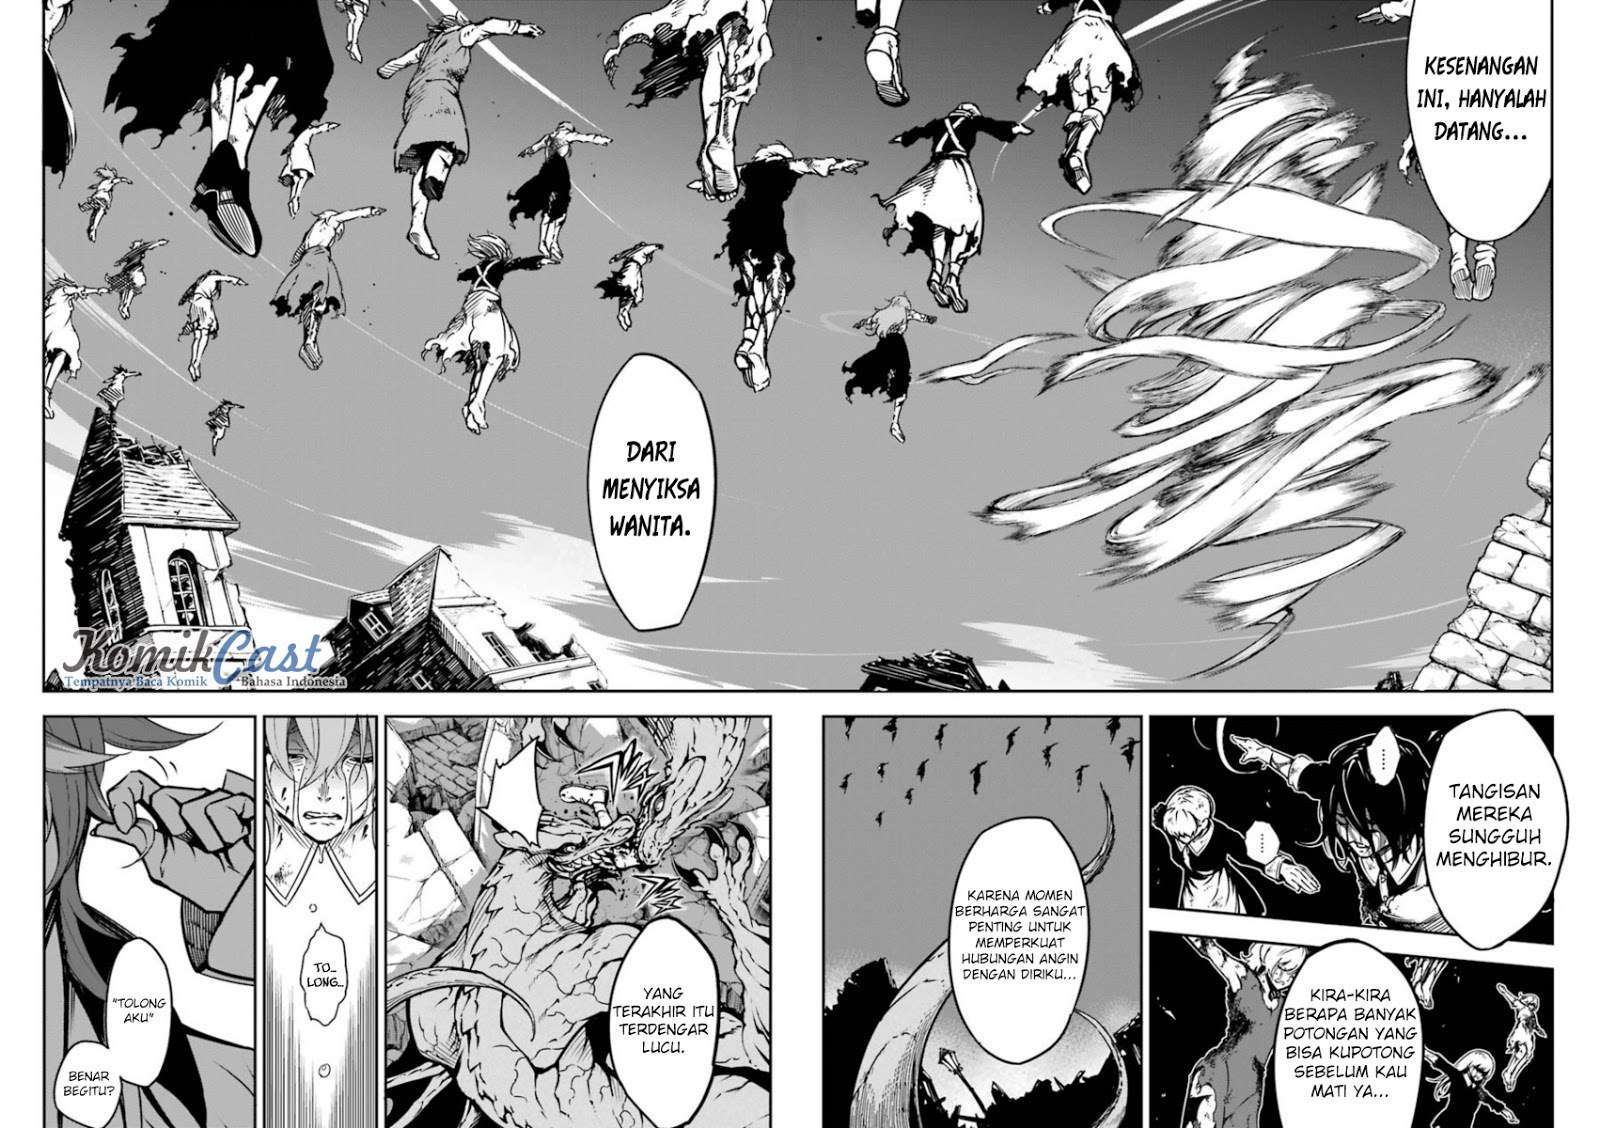 KESENANGAN
INI, HANYALAH
DATANG...
DARI
MENYIKSA
WANITA.
KomikCast
Tempatnya Baca Komik Bahasa Indonesia
TANGISAN
MEREKA
SUNGGUH
MENGHIBUR.
KIRA-KIRA
BERAPA BANYAK
POTONGAN YANG
BISA KUPOTONG
SEBELUM KAU
MATI YA...
KARENA MOMEN
BERHARGA SANGAT
PENTING UNTUK
MEMPERKUAT
HUBUNGAN ANGIN
DENGAN DIRIKU...
YANG
TERAKHIR ITU
TERDENGAR
LUCU.
TO...
LONG...
"TOLONG
AKU"
BENAR
BEGITU?